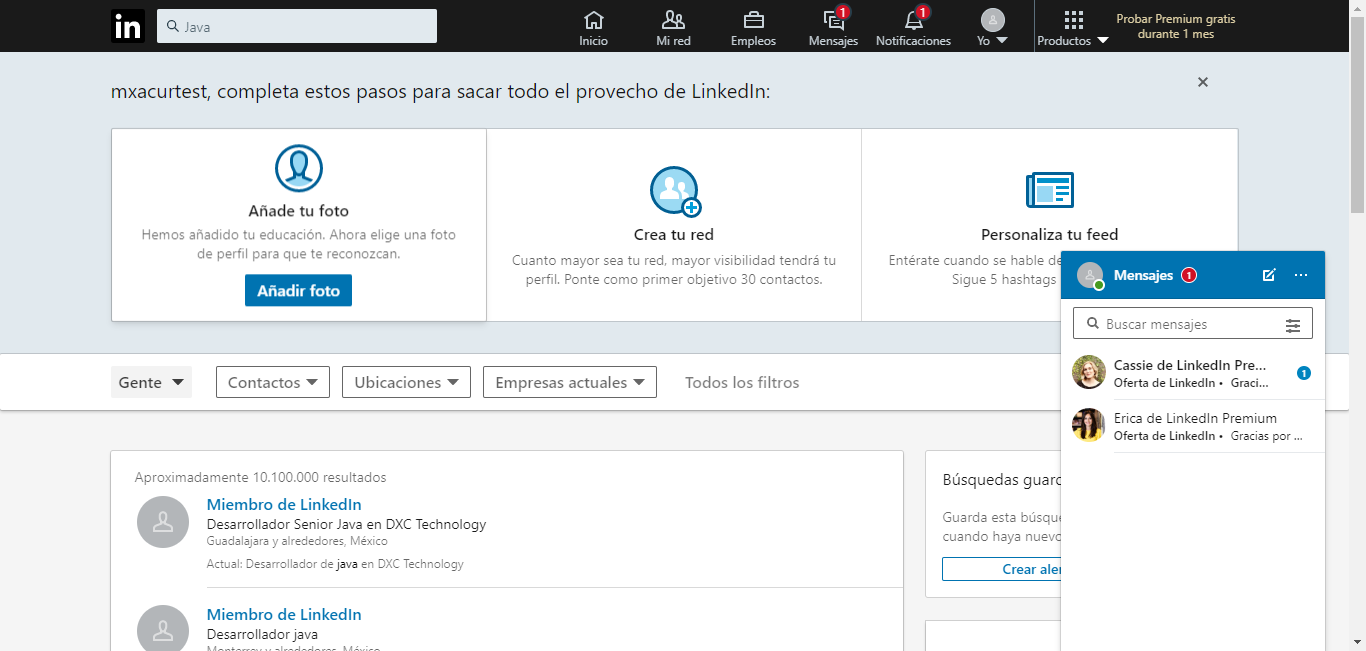 in
Java
Inicio
Mi red
Empleos
1
Mensajes
1
Notificaciones
Yo
Productos
Probar Premium gratis
durante 1 mes
mxacurtest, completa estos pasos para sacar todo el provecho de LinkedIn:
Añade tu foto
Hemos añadido tu educación. Ahora elige una foto
de perfil para que te reconozcan.
Añadir foto
Crea tu red
Cuanto mayor sea tu red, mayor visibilidad tendrá tu
perfil. Ponte como primer objetivo 30 contactos.
Personaliza tu feed
Entérate cuando se hable de
Sigue 5 hashtags
Mensajes 1
Buscar mensajes
Cassie de LinkedIn Pre...
Oferta de LinkedIn • Graci...
1
Erica de LinkedIn Premium
Oferta de LinkedIn • Gracias por ...
Gente
Contactos
Ubicaciones
Empresas actuales
Todos los filtros
Aproximadamente 10.100.000 resultados
Miembro de LinkedIn
Desarrollador Senior Java en DXC Technology
Guadalajara y alrededores, México
Actual: Desarrollador de java en DXC Technology
Miembro de LinkedIn
Desarrollador java
Monterrey y alrededores, México
Búsquedas guard
Guarda esta búsque
cuando haya nuevo
Crear aler